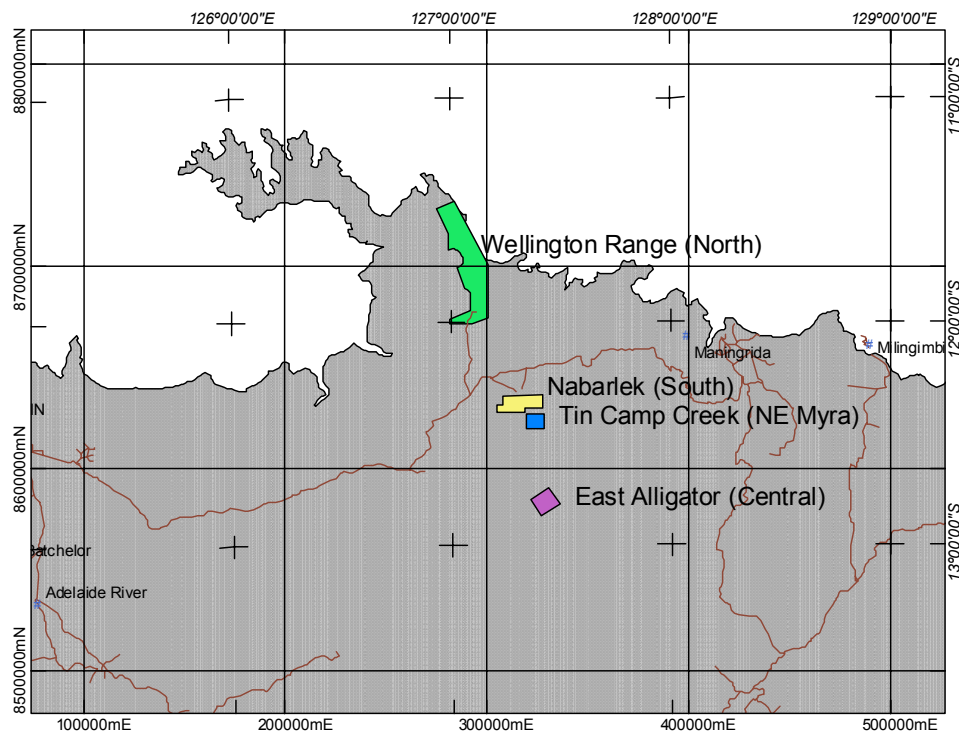 126°00'00"E
127°00'00"E
128°00'00"E
129°00'00"E
8800000mN
11°00'00"S
Wellington Range (North)
8700000mN
12°00'00"S
Maningrida
Milingimbi
Nabarlek (South)
IN
Tin Camp Creek (NE Myra)
8600000mN
East Alligator (Central)
13°00'00"S
Batchelor
Adelaide River
8500000mN
100000mE
200000mE
300000mE
400000mE
500000mE